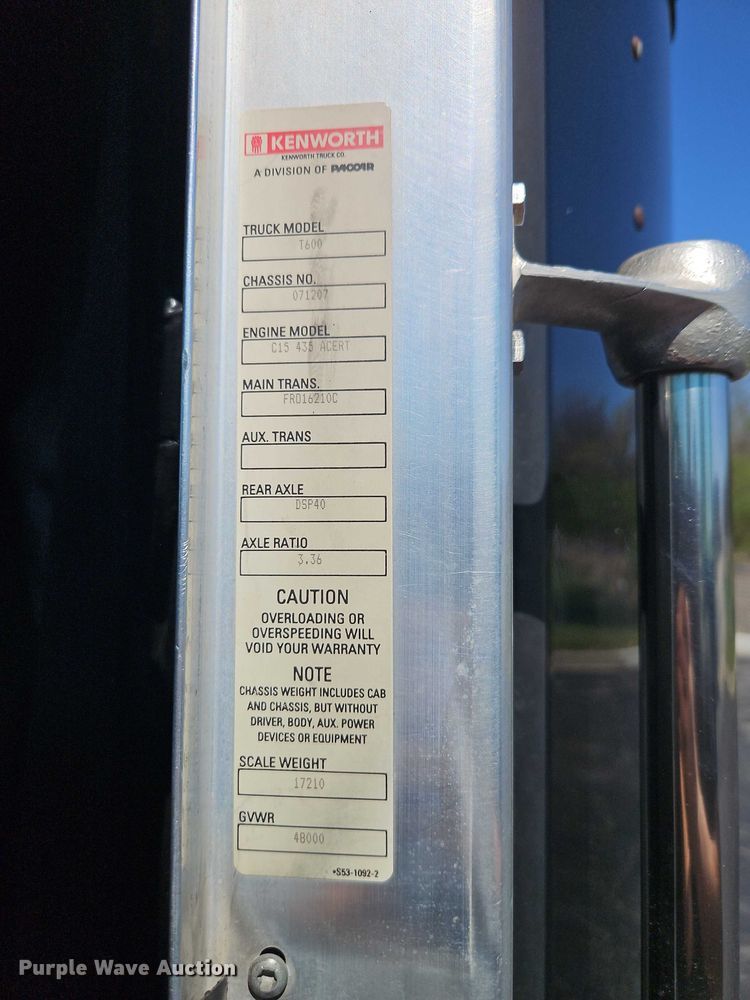 KENWORTH
KENWORTH TRUCK CO.
A DIVISION OF PACCAR
TRUCK MODEL
T600
CHASSIS NO.
071207
ENGINE MODEL
C15 435 ACERT
MAIN TRANS.
FRO16210C
AUX. TRANS
REAR AXLE
DSP40
AXLE RATIO
3.36
CAUTION
OVERLOADING OR
OVERSPEEDING WILL
VOID YOUR WARRANTY
NOTE
CHASSIS WEIGHT INCLUDES CAB
AND CHASSIS, BUT WITHOUT
DRIVER, BODY, AUX. POWER
DEVICES OR EQUIPMENT
SCALE WEIGHT
17210
GVWR
48000
*S53-1092-2
Purple Wave Auction